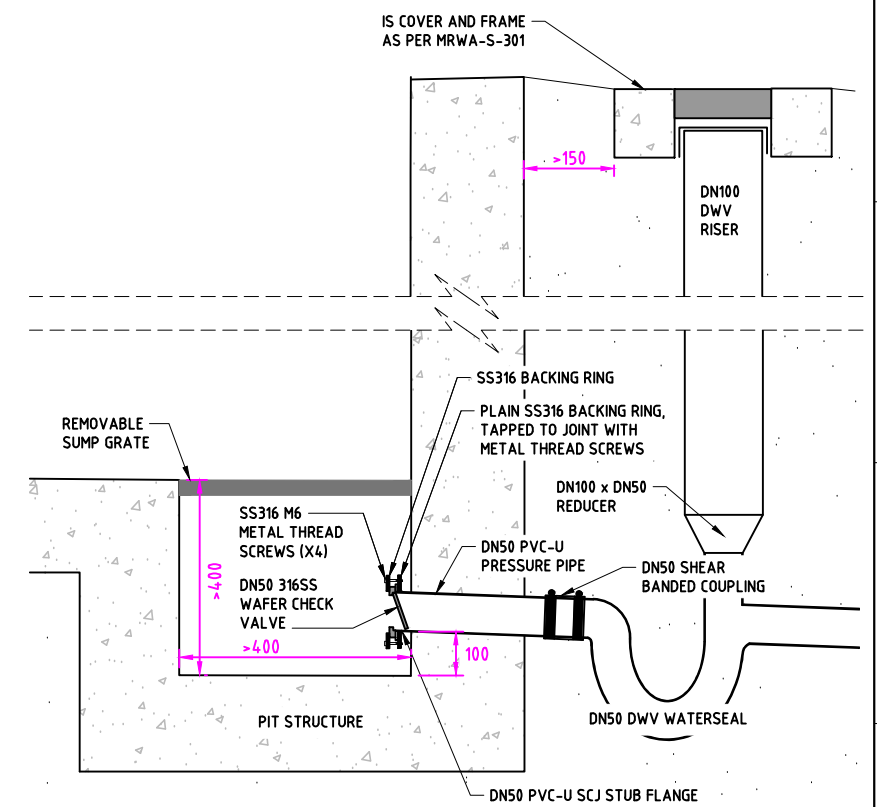 IS COVER AND FRAME
AS PER MRWA-S-301
>150
DN100
DWV
RISER
SS316 BACKING RING
PLAIN SS316 BACKING RING,
TAPPED TO JOINT WITH
METAL THREAD SCREWS
REMOVABLE
SUMP GRATE
DN100 x DN50
REDUCER
SS316 M6
METAL THREAD
SCREWS (X4)
DN50 PVC-U
PRESSURE PIPE
DN50 SHEAR
BANDED COUPLING
>400
DN50 316SS
WAFER CHECK
VALVE
>400
100
PIT STRUCTURE
DN50 DWV WATERSEAL
DN50 PVC-U SCJ STUB FLANGE